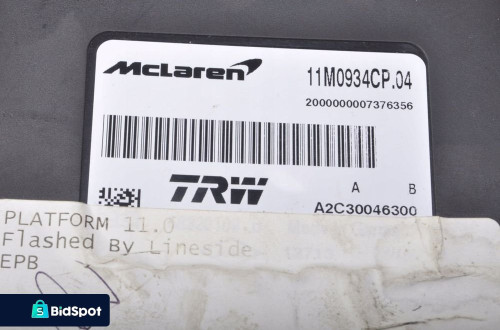 McLaren
11M0934CP.04
2000000007376356
TRW
A B
A2C30046300
PLATFORM 11.0
Flashed By Lineside
EPB
BidSpot